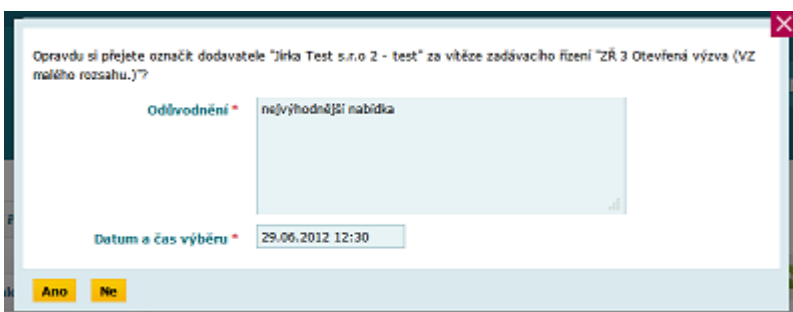 Opravdu si přejete označit dodavatele "Jirka Test s.r.o 2 - test" za vítěze zadávacího řízení "ZŘ 3 Otevřená výzva (VZ
malého rozsahu.)"?
Odůvodnění * nejvýhodnější nabídka
Datum a čas výběru * 29.06.2012 12:30
Ano Ne